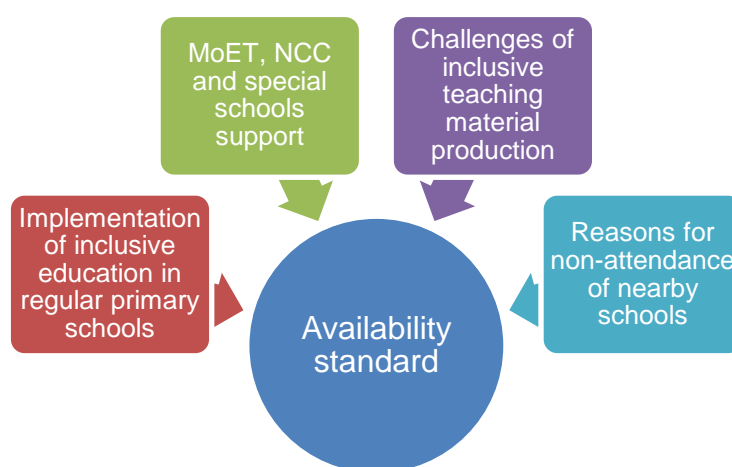 MoET, NCC
and special
schools
support
Challenges of
inclusive
teaching
material
production
Implementation
of inclusive
education in
regular primary
schools
Reasons for
non-attendance
of nearby
schools
Availability
standard